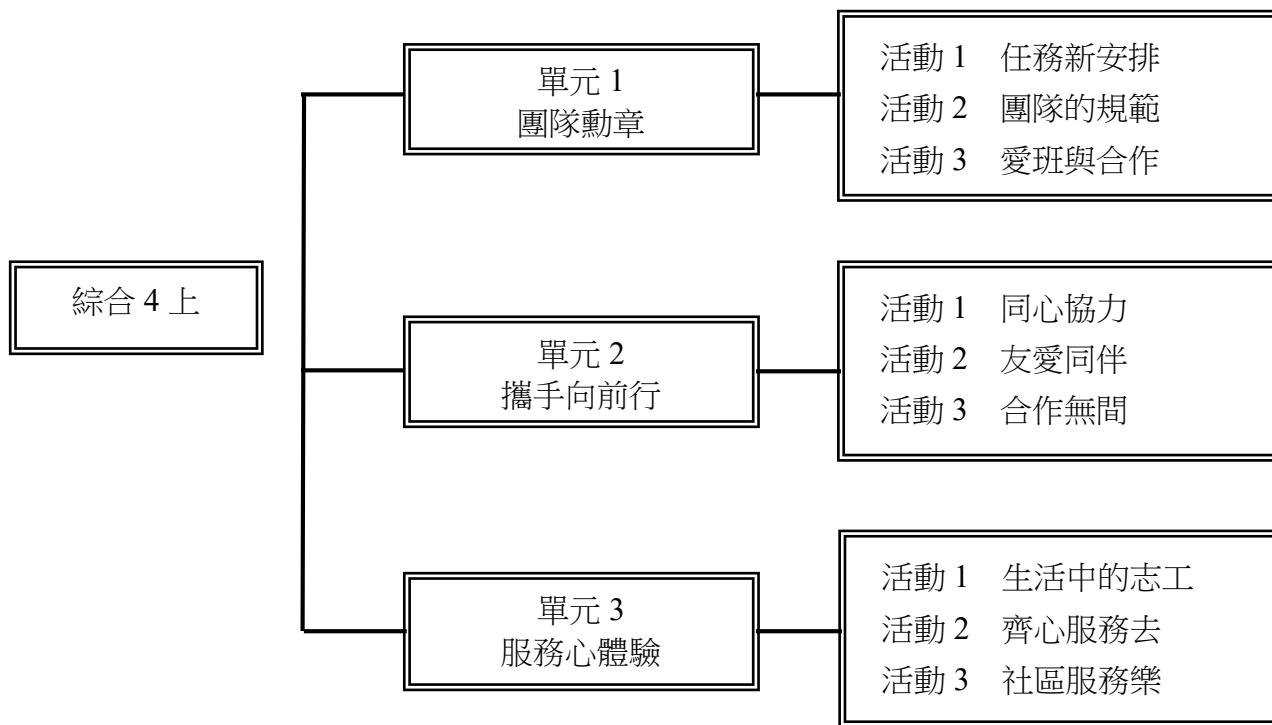 綜合 4 上
單元 1
團隊勳章
活動 1　任務新安排
活動 2　團隊的規範
活動 3　愛班與合作
單元 2
攜手向前行
活動 1　同心協力
活動 2　友愛同伴
活動 3　合作無間
單元 3
服務心體驗
活動 1　生活中的志工
活動 2　齊心服務去
活動 3　社區服務樂